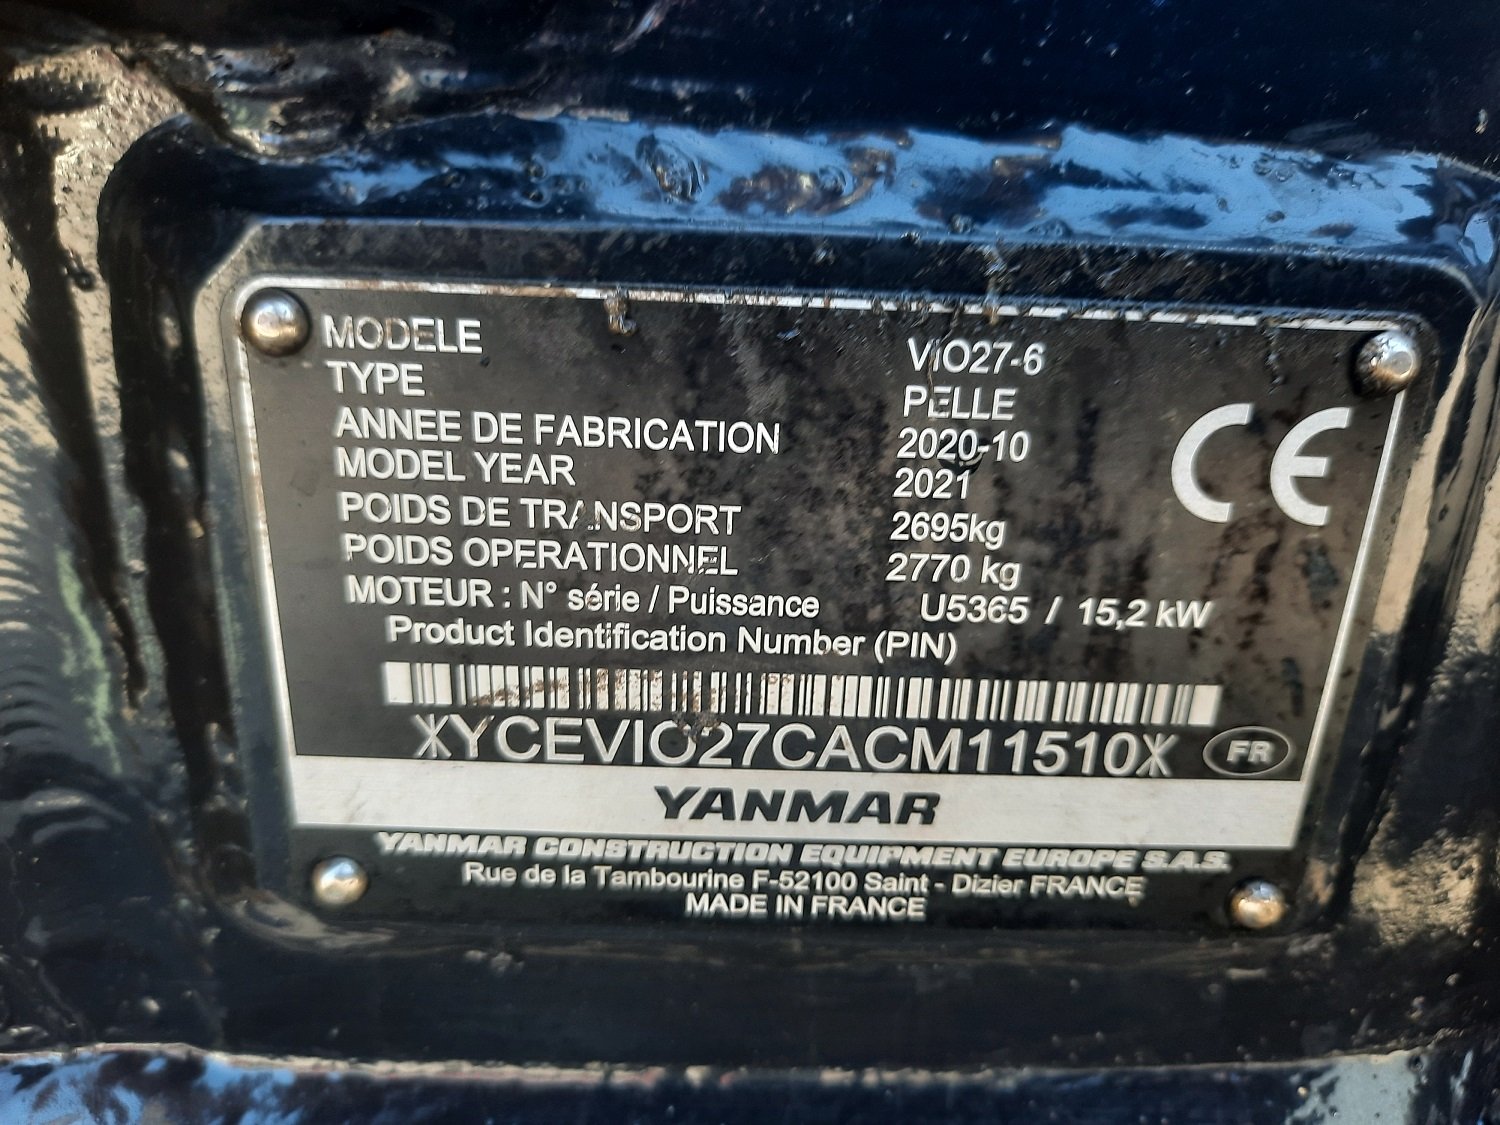 MODELE VIO27-6
TYPE PELLE
ANNEE DE FABRICATION 2020-10
MODEL YEAR 2021
POIDS DE TRANSPORT 2695kg
POIDS OPERATIONNEL 2770 kg
MOTEUR : N° série / Puissance U5365 / 15,2 kW
Product Identification Number (PIN)
CE
*YCEVIO27CACM11510* FR
YANMAR
YANMAR CONSTRUCTION EQUIPMENT EUROPE S.A.S.
Rue de la Tambourine F-52100 Saint - Dizier FRANCE
MADE IN FRANCE